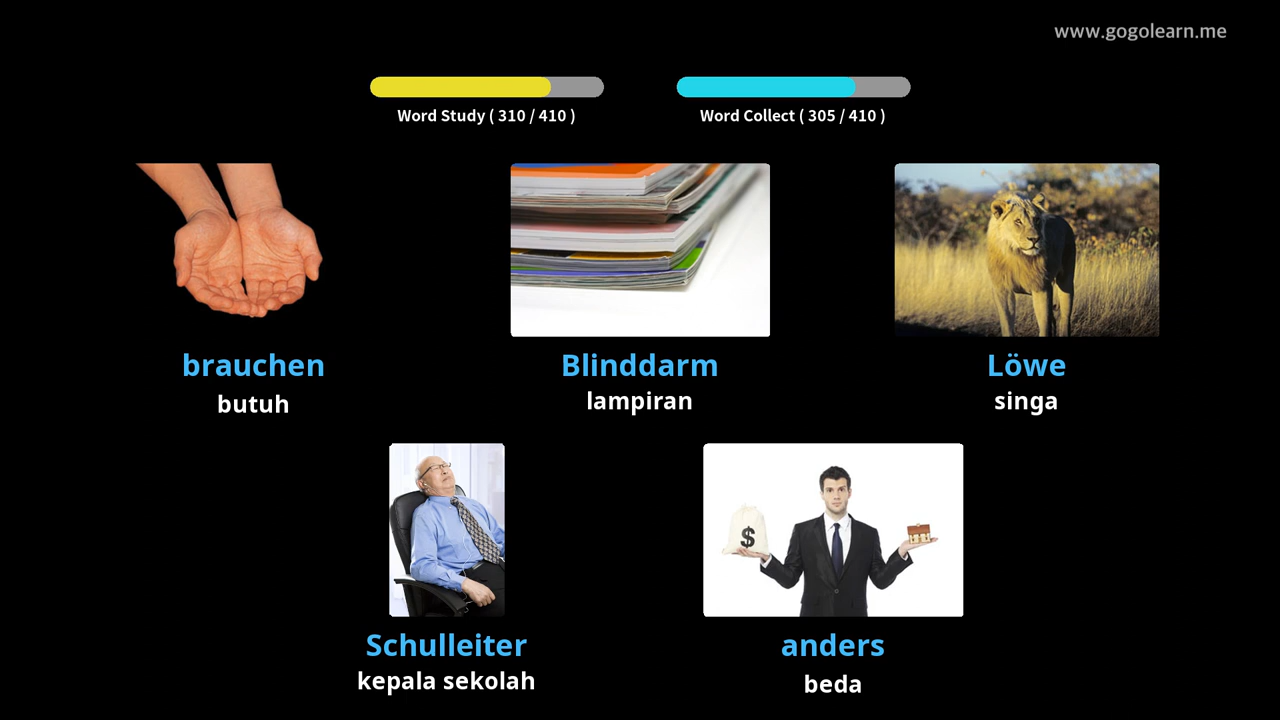 www.gogolearn.me
Word Study ( 310 / 410 )
Word Collect ( 305 / 410 )
brauchen
butuh
Blinddarm
lampiran
Löwe
singa
Schulleiter
kepala sekolah
anders
beda
$